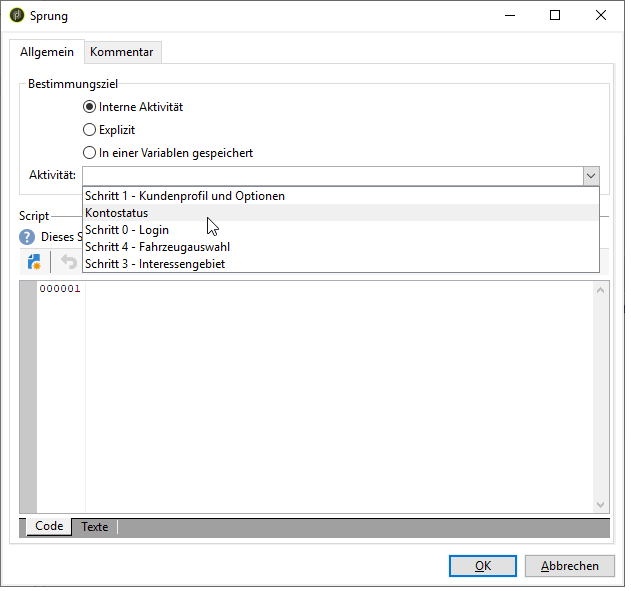 Sprung
Allgemein
Kommentar
Bestimmungsziel
Interne Aktivität
Explizit
In einer Variablen gespeichert
Aktivität:
Schritt 1 - Kundenprofil und Optionen
Kontostatus
Schritt 0 - Login
Schritt 4 - Fahrzeugauswahl
Schritt 3 - Interessengebiet
Script
Dieses S
000001
Code
Texte
OK
Abbrechen